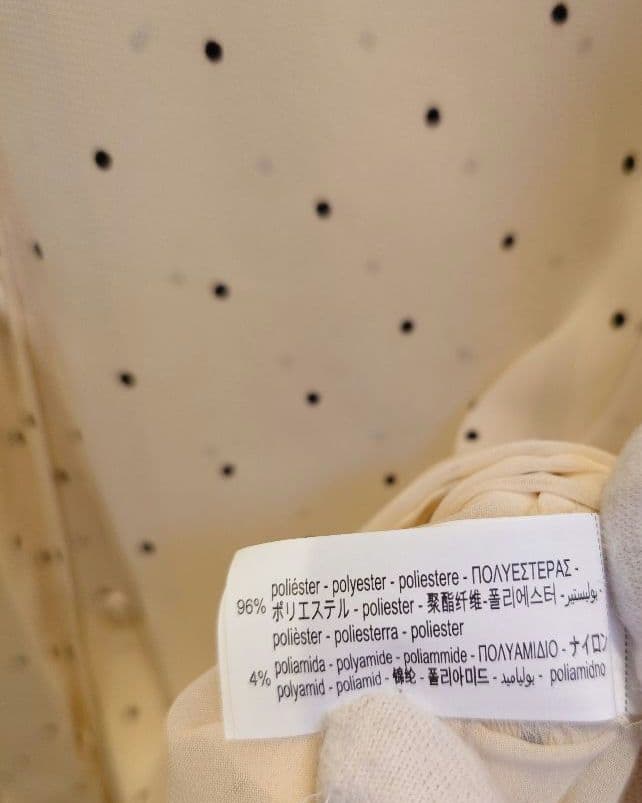 poliéster - polyester - poliestere - ΠΟΛΥΕΣΤΕΡΑΣ -
96% ポリエステル - poliester - 聚酯纤维-폴리에스터 - بوليستير -
polièster - poliesterra - poliester
poliamida - polyamide - poliammide - ΠΟΛΥΑΜΙΔΙΟ - ナイロン
4% polyamid - poliamid - 锦纶 - 폴리아미드 - بولياميد - poliamidno